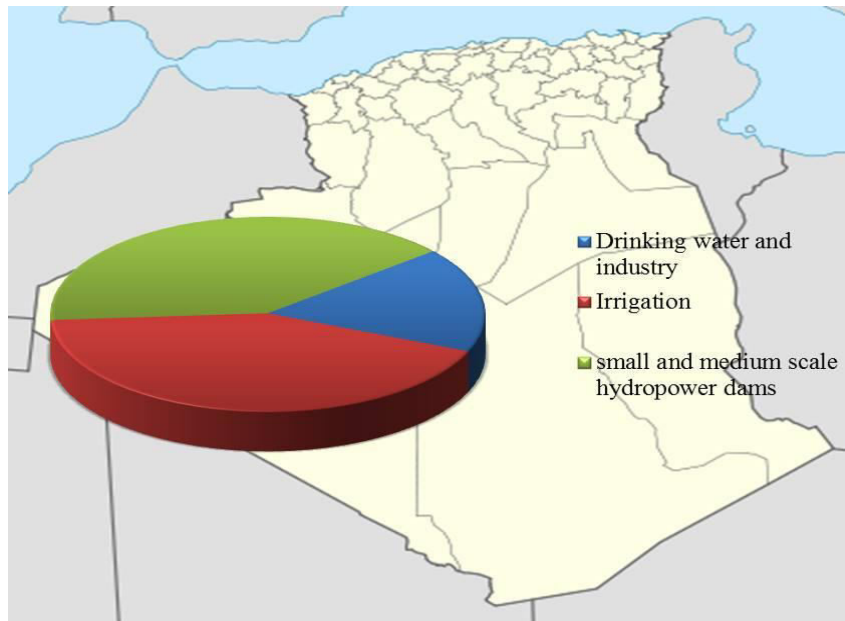 Drinking water and
industry
Irrigation
small and medium scale
hydropower dams